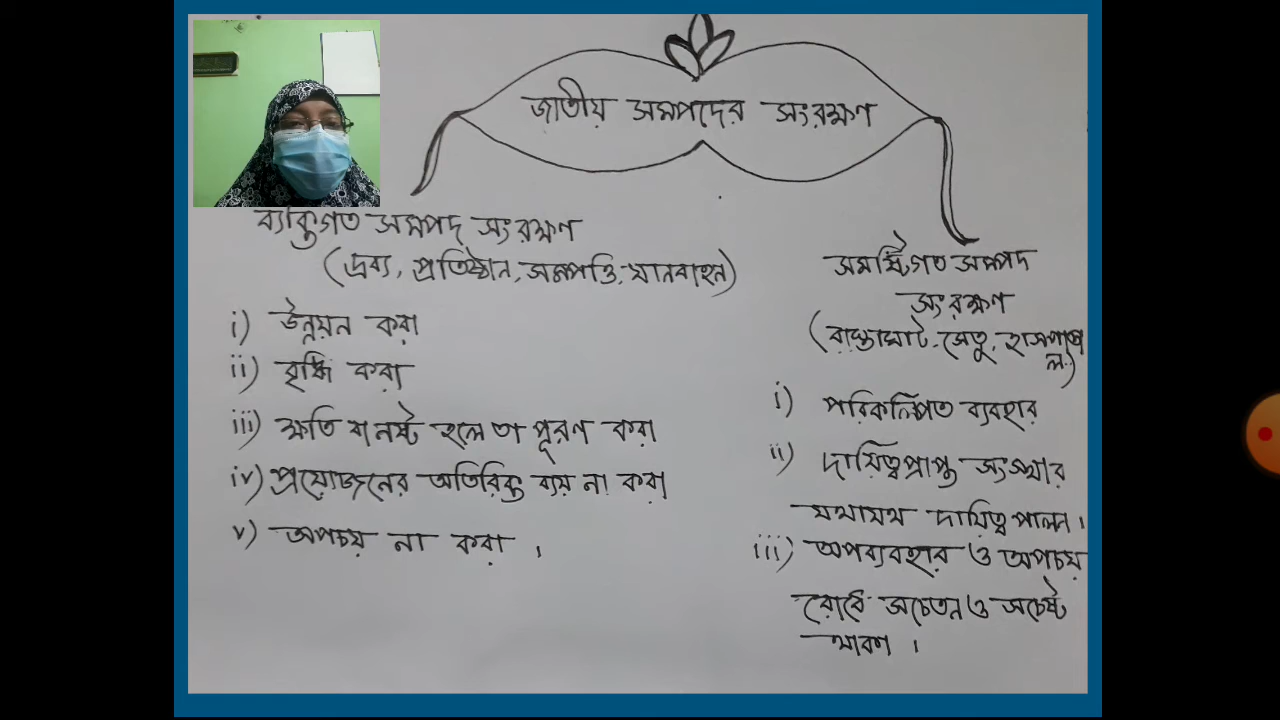 জাতীয় সম্পদের সংরক্ষণ
ব্যক্তিগত সম্পদ সংরক্ষণ
(দ্রব্য, প্রতিষ্ঠান, সম্পত্তি, যানবাহন)
i) উন্নয়ন করা
ii) বৃদ্ধি করা
iii) ক্ষতি বা নষ্ট হলে তা পূরণ করা
iv) প্রয়োজনের অতিরিক্ত ব্যয় না করা
v) অপচয় না করা ।
সমষ্টিগত সম্পদ
সংরক্ষণ
(রাস্তাঘাট, সেতু, হাসপাতাল)
i) পরিকল্পিত ব্যবহার
ii) দায়িত্বপ্রাপ্ত সংস্থার
যথাযথ দায়িত্ব পালন ।
iii) অপব্যবহার ও অপচয়
রোধে সচেতন ও সচেষ্ট
থাকা ।